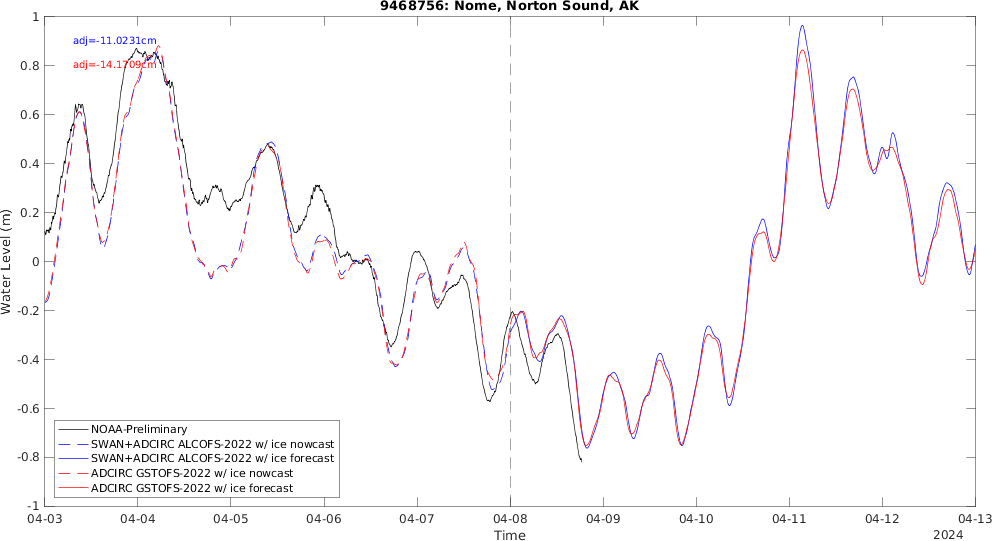 9468756: Nome, Norton Sound, AK
1
adj=-11.0231cm
0.8
adj=-14.1709cm
0.6
0.4
0.2
0
-0.2
-0.4
-0.6
-0.8
-1
Water Level (m)
NOAA-Preliminary
SWAN+ADCIRC ALCOFS-2022 w/ ice nowcast
SWAN+ADCIRC ALCOFS-2022 w/ ice forecast
ADCIRC GSTOFS-2022 w/ ice nowcast
ADCIRC GSTOFS-2022 w/ ice forecast
04-03 04-04 04-05 04-06 04-07 04-08 04-09 04-10 04-11 04-12 04-13
Time
2024